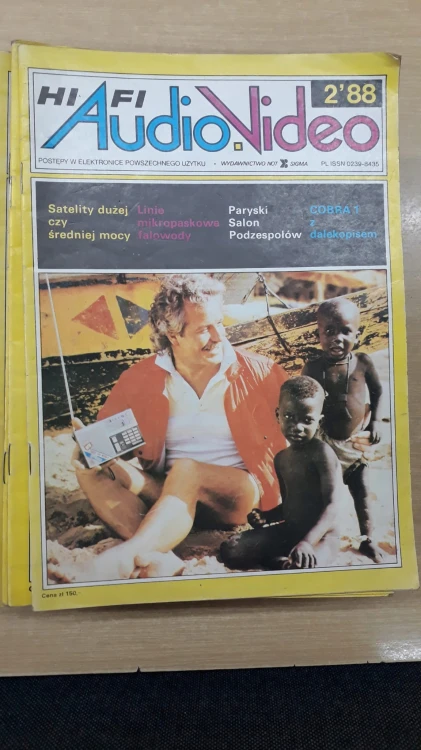 HI FI
2'88
Audio.Video
POSTĘPY W ELEKTRONICE POWSZECHNEGO UŻYTKU • WYDAWNICTWO NOT SIGMA PL ISSN 0239-8435
Satelity dużej
czy
średniej mocy
Linie
mikropaskowe
falowody
Paryski
Salon
Podzespołów
COBRA 1
z
dalekopisem
Cena zł 150,-